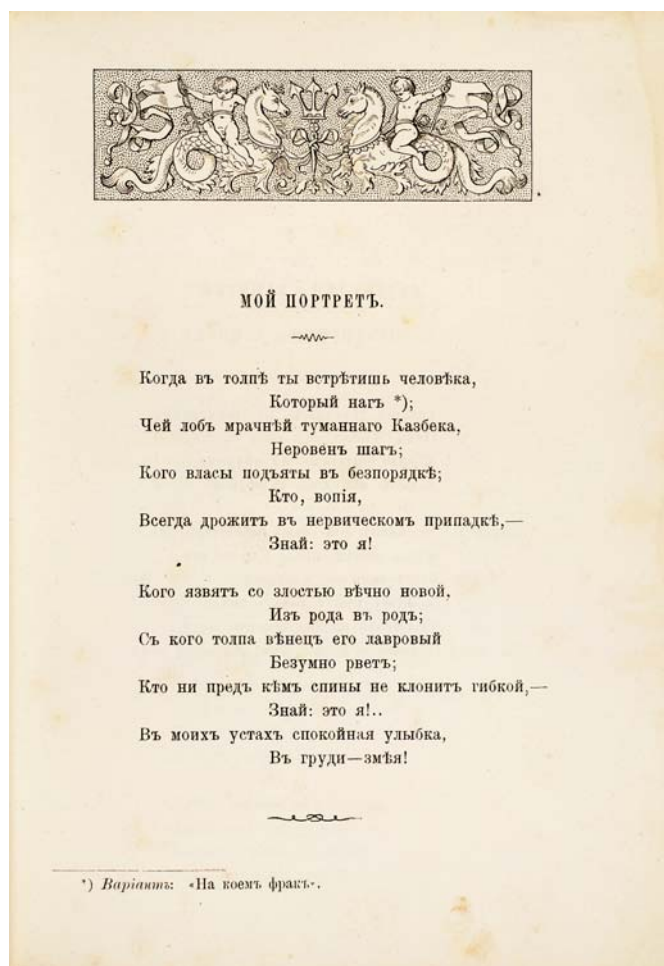 МОЙ ПОРТРЕТЪ.
Когда въ толпѣ ты встрѣтишь человѣка,
Который нагъ *);
Чей лобъ мрачнѣй туманнаго Казбека,
Неровенъ шагъ;
Кого власы подъяты въ безпорядкѣ;
Кто, вопія,
Всегда дрожитъ въ нервическомъ припадкѣ,—
Знай: это я!
Кого язвятъ со злостью вѣчно новой,
Изъ рода въ родъ;
Съ кого толпа вѣнецъ его лавровый
Безумно рветъ;
Кто ни предъ кѣмъ спины не клонитъ гибкой,—
Знай: это я!..
Въ моихъ устахъ спокойная улыбка,
Въ груди—змѣя!
*) Варіантъ: «На коемъ фракъ».